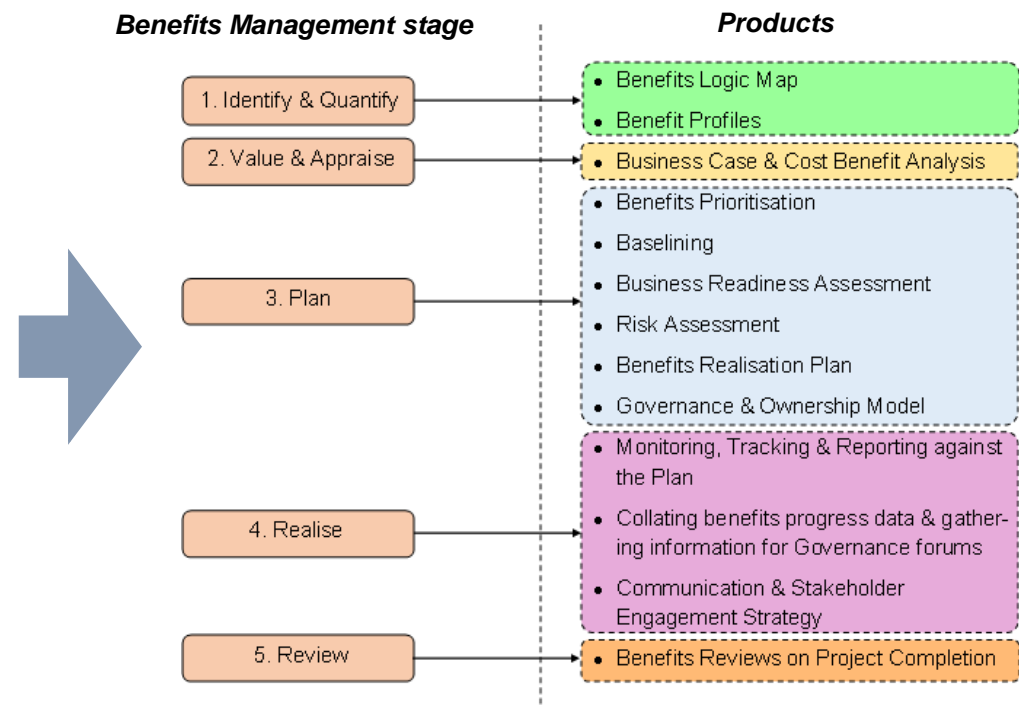 Benefits Management stage
Products
1. Identify & Quantify
• Benefits Logic Map
• Benefit Profiles
2. Value & Appraise
• Business Case & Cost Benefit Analysis
3. Plan
• Benefits Prioritisation
• Baselining
• Business Readiness Assessment
• Risk Assessment
• Benefits Realisation Plan
• Governance & Ownership Model
4. Realise
• Monitoring, Tracking & Reporting against
the Plan
• Collating benefits progress data & gather-
ing information for Governance forums
• Communication & Stakeholder
Engagement Strategy
5. Review
• Benefits Reviews on Project Completion